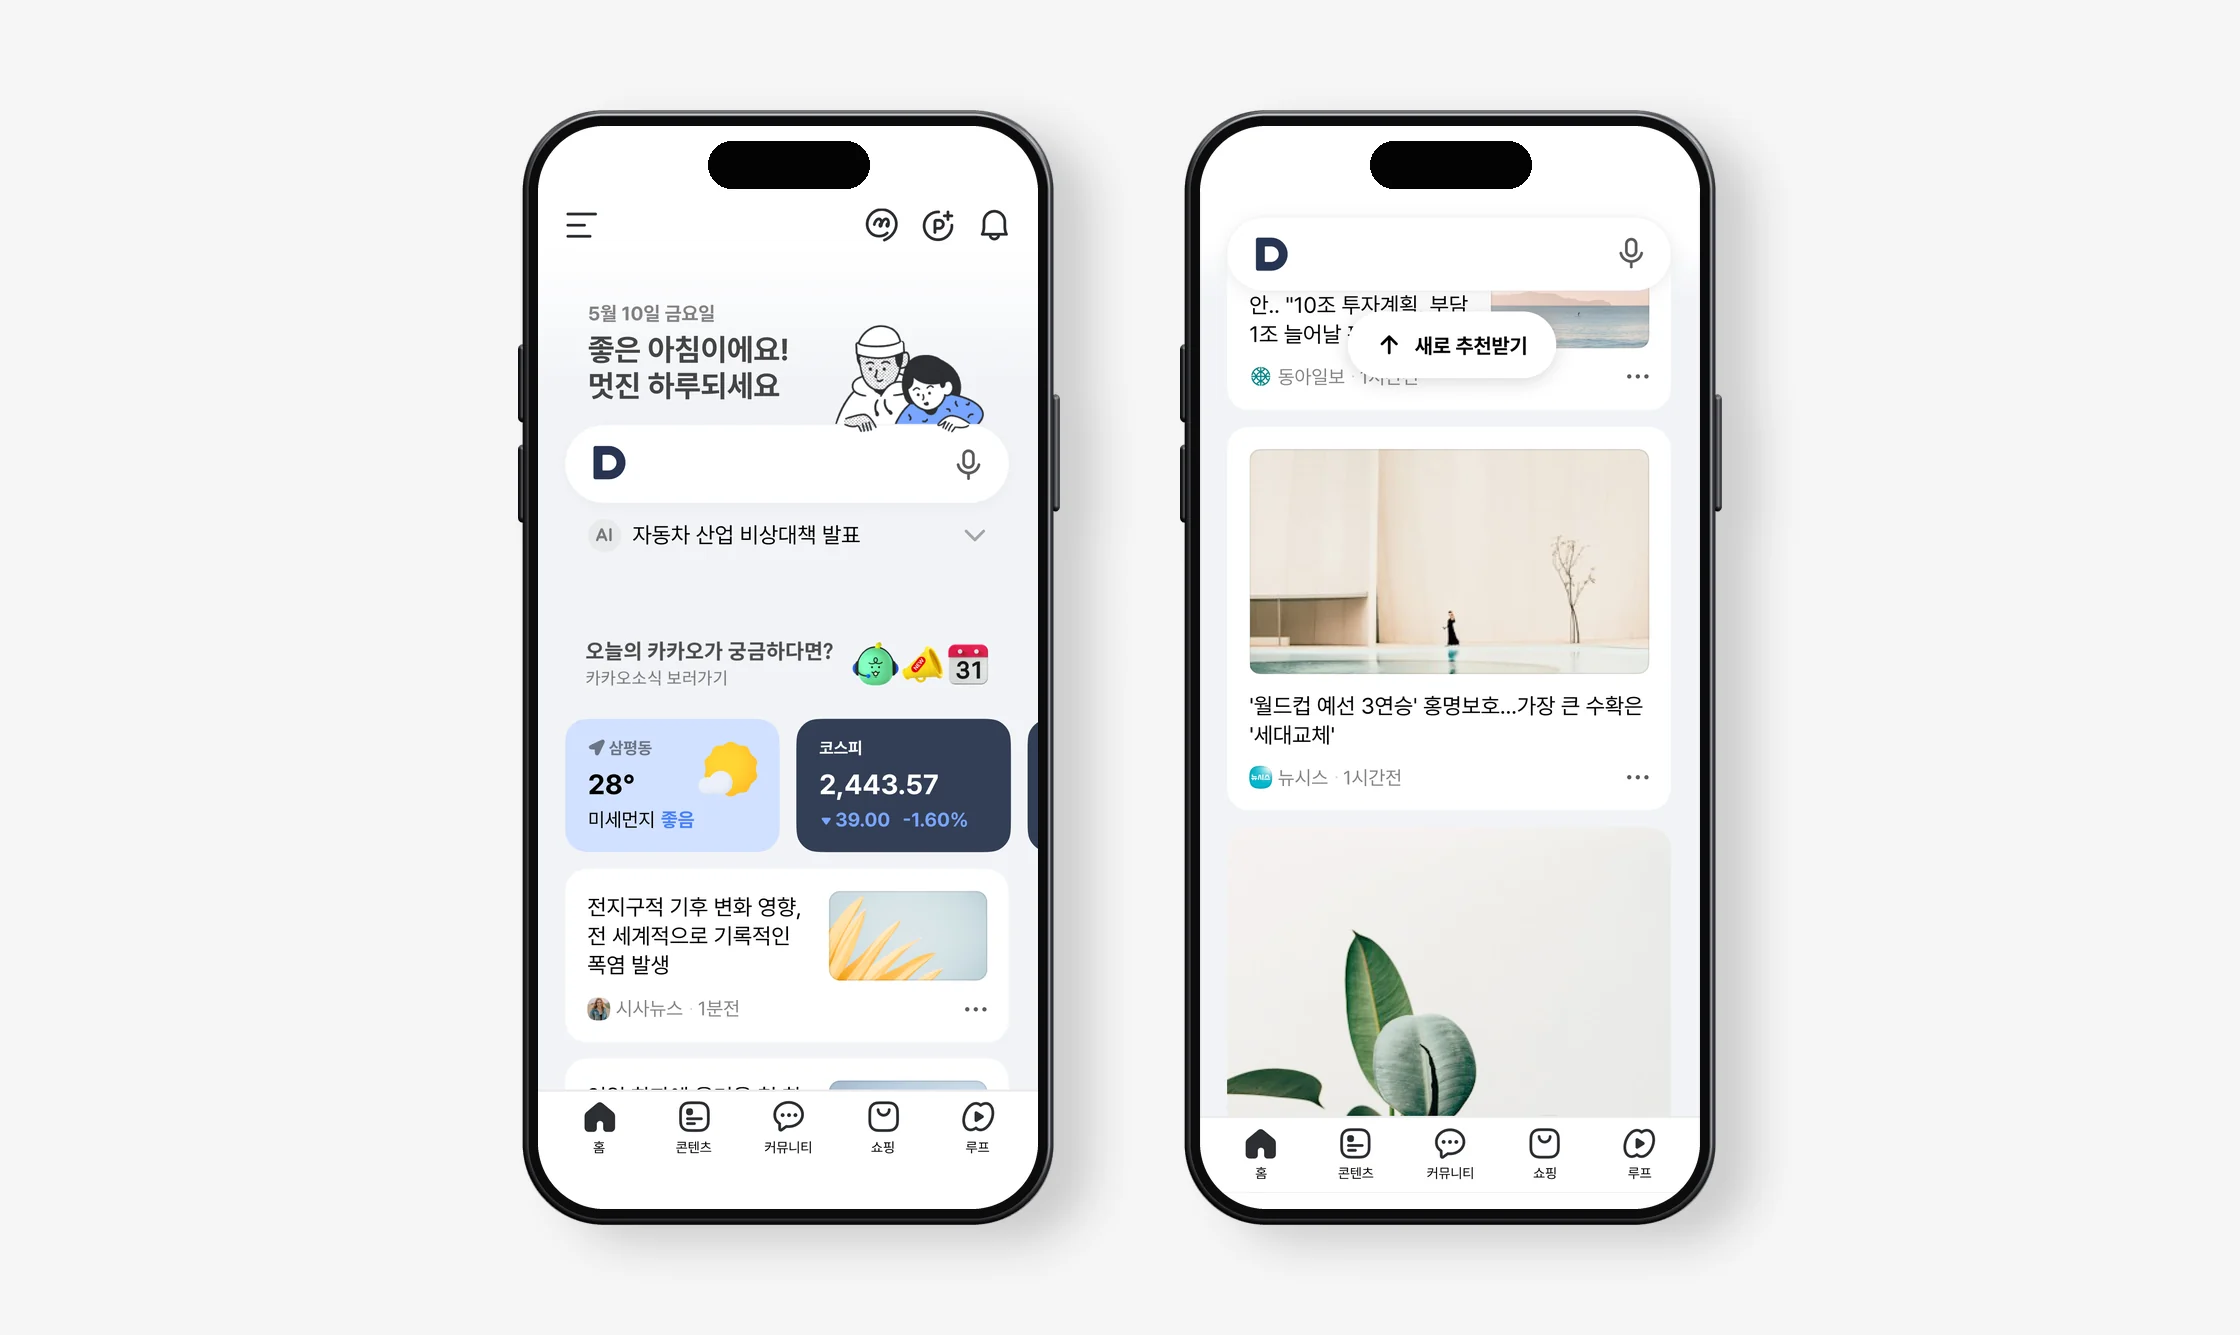 5월 10일 금요일
좋은 아침이에요!
멋진 하루되세요
D
AI 자동차 산업 비상대책 발표
오늘의 카카오가 궁금하다면?
카카오소식 보러가기
NEW
31
삼평동
28°
미세먼지 좋음
코스피
2,443.57
▼39.00 -1.60%
전지구적 기후 변화 영향,
전 세계적으로 기록적인
폭염 발생
시사뉴스 · 1분전
홈
콘텐츠
커뮤니티
쇼핑
루프
D
안.. "10조 투자계획, 부담
1조 늘어날
↑ 새로 추천받기
동아일보 · 1시간전
'월드컵 예선 3연승' 홍명보호...가장 큰 수확은
'세대교체'
뉴시스 뉴시스 · 1시간전
홈
콘텐츠
커뮤니티
쇼핑
루프